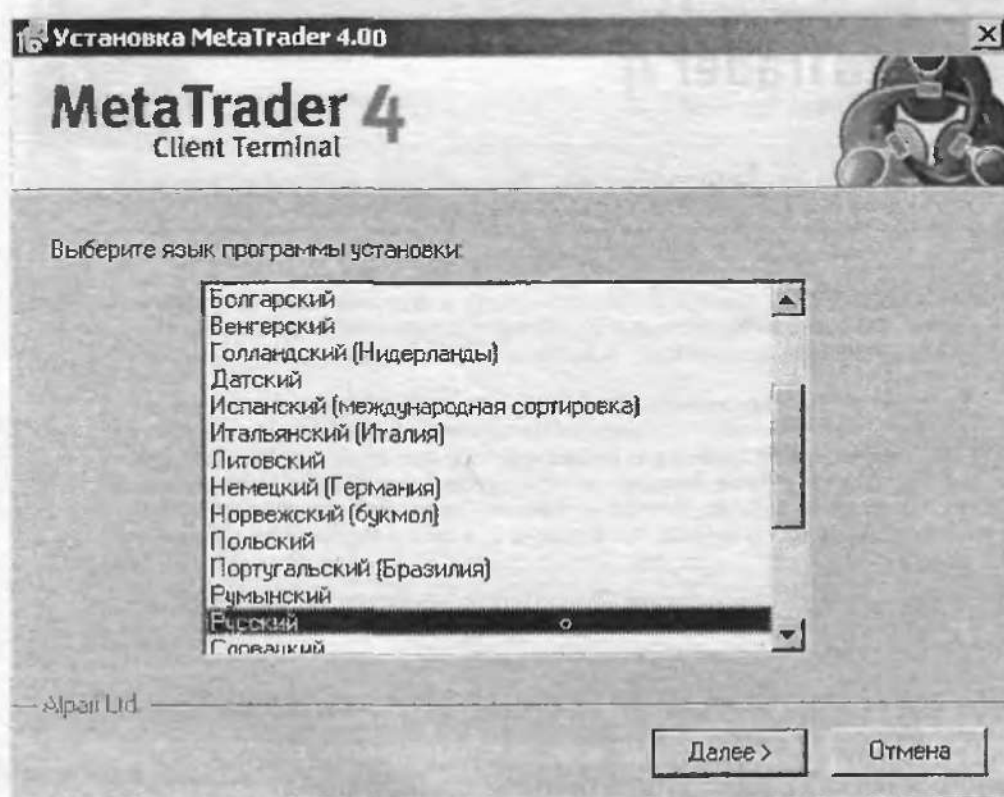 Установка MetaTrader 4.00
MetaTrader 4
Client Terminal
Выберите язык программы установки:
Болгарский
Венгерский
Голландский (Нидерланды)
Датский
Испанский (международная сортировка)
Итальянский (Италия)
Литовский
Немецкий (Германия)
Норвежский (букмол)
Польский
Португальский (Бразилия)
Румынский
Русский
Словацкий
Alpari Ltd.
Далее >
Отмена